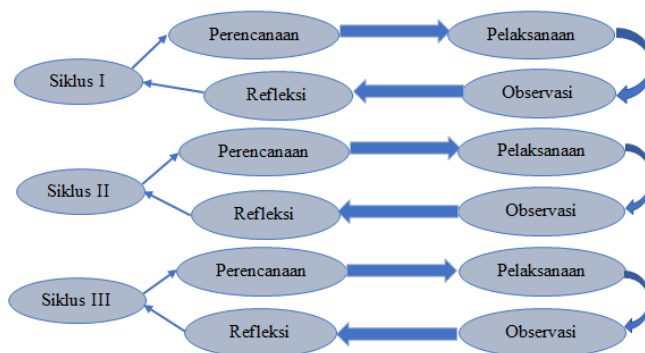 Perencanaan
Pelaksanaan
Siklus I
Refleksi
Observasi
Perencanaan
Pelaksanaan
Siklus II
Refleksi
Observasi
Perencanaan
Pelaksanaan
Siklus III
Refleksi
Observasi